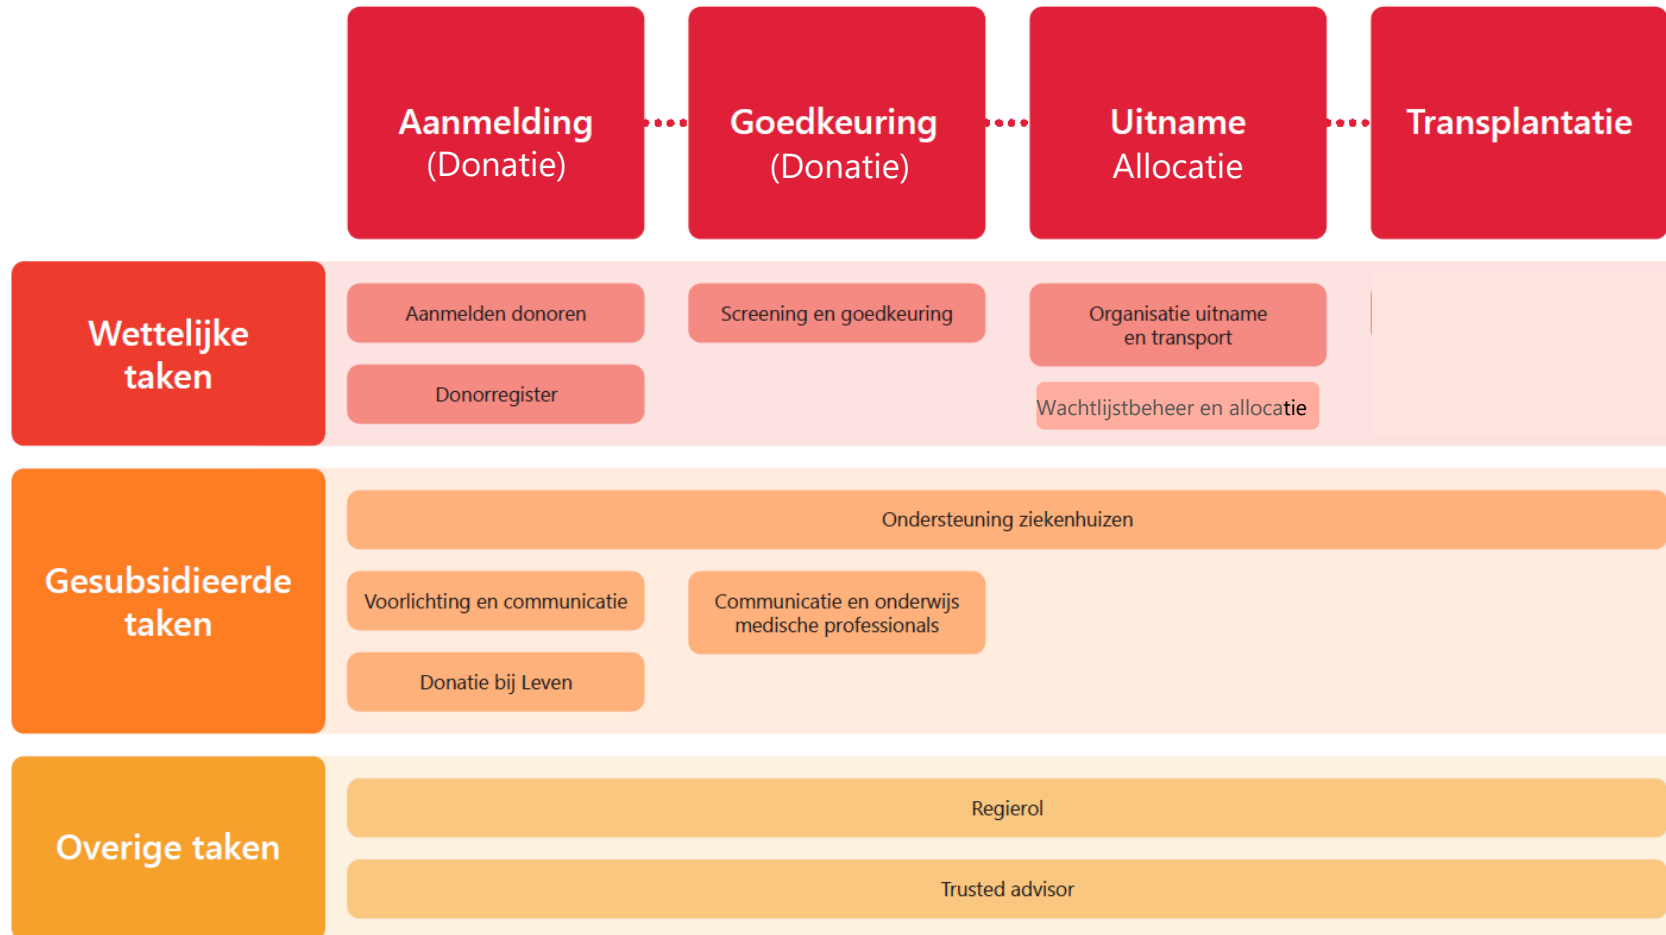 Aanmelding
(Donatie)
Goedkeuring
(Donatie)
Uitname
Allocatie
Transplantatie
Wettelijke
taken
Aanmelden donoren
Donorregister
Screening en goedkeuring
Organisatie uitname
en transport
Wachtlijstbeheer en allocatie
Gesubsidieerde
taken
Ondersteuning ziekenhuizen
Voorlichting en communicatie
Donatie bij Leven
Communicatie en onderwijs
medische professionals
Overige taken
Regierol
Trusted advisor